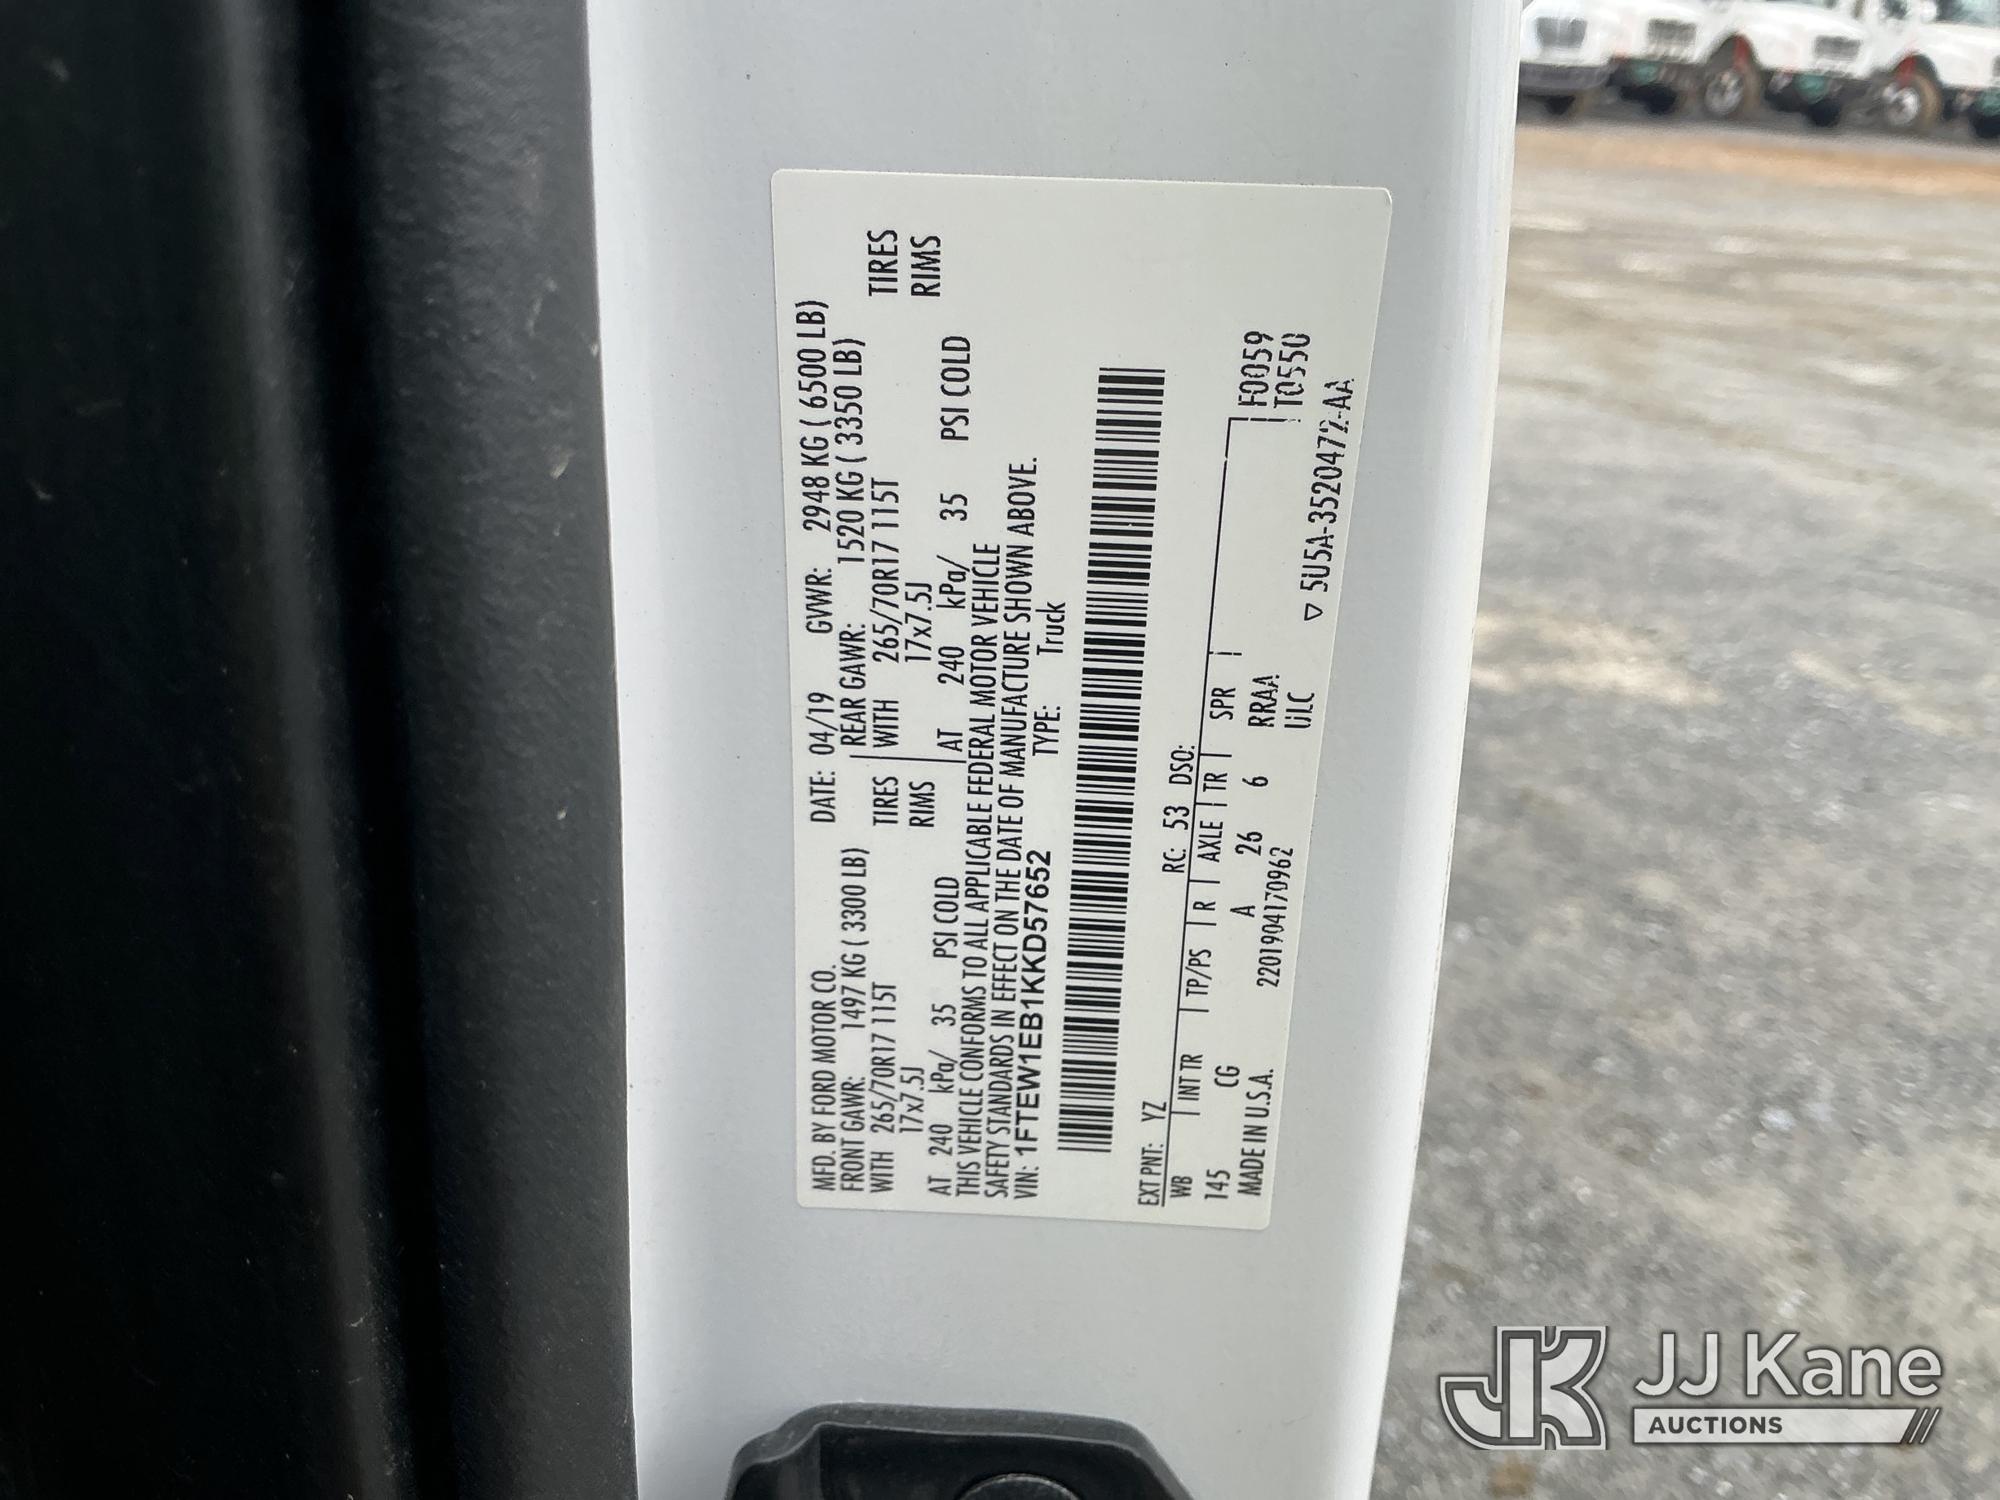 MFD. BY FORD MOTOR CO. DATE: 04/19 GVWR: 2948 KG ( 6500 LB)
FRONT GAWR: 1497 KG ( 3300 LB) REAR GAWR: 1520 KG ( 3350 LB)
WITH 265/70R17 115T TIRES WITH 265/70R17 115T TIRES
17x7.5J RIMS 17x7.5J RIMS
AT 240 kPa/ 35 PSI COLD AT 240 kPa/ 35 PSI COLD
THIS VEHICLE CONFORMS TO ALL APPLICABLE FEDERAL MOTOR VEHICLE
SAFETY STANDARDS IN EFFECT ON THE DATE OF MANUFACTURE SHOWN ABOVE.
VIN: 1FTEW1EB1KKD57652 TYPE: Truck
EXT PNT: YZ RC: 53 DSO:
WB INT TR TP/PS R AXLE TR SPR
145 CG A 26 6 RRAA F0059 T0550
MADE IN U.S.A. 2201904170962 UILC
▽ 5U5A-3520472-AA
JK JJ Kane
AUCTIONS